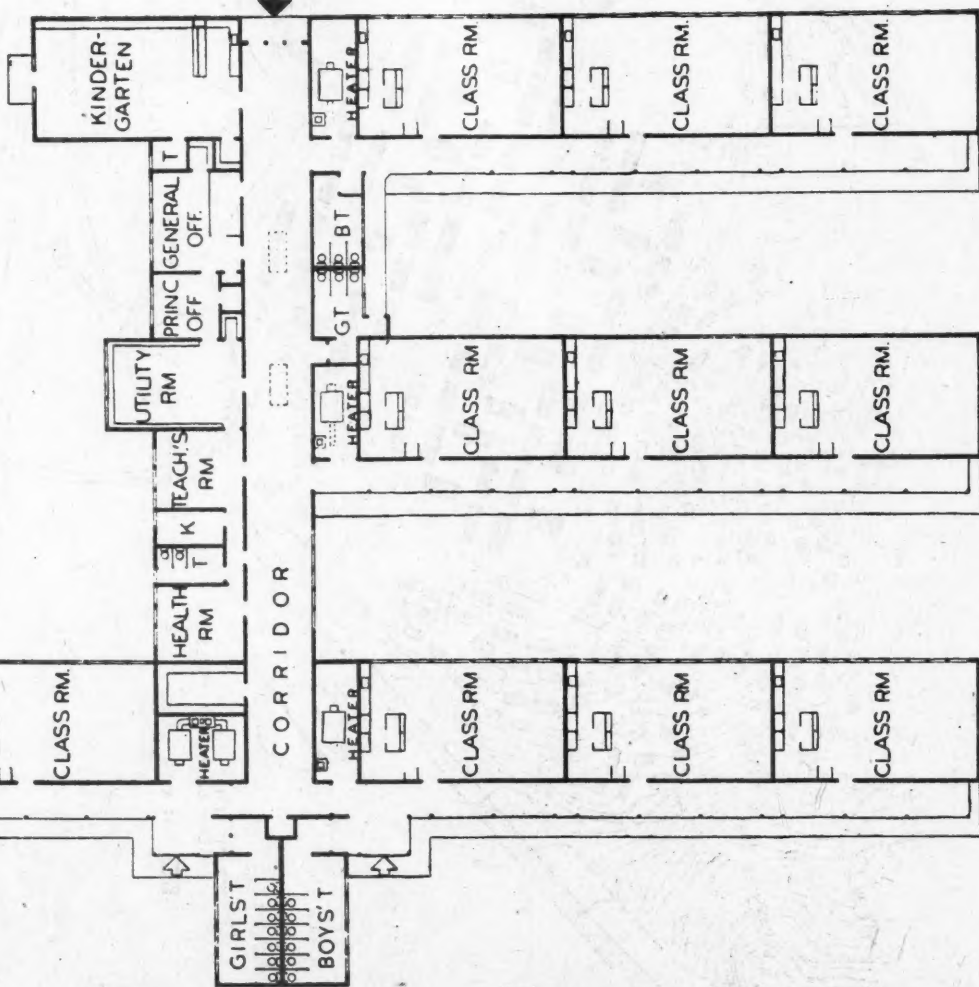 KINDER-
GARTEN
HEATER
CLASS RM.
CLASS RM.
CLASS RM.
T
GENERAL
OFF.
BT
PRINC
OFF
T
GT
UTILITY
RM
HEATER
CLASS RM
CLASS RM
CLASS RM.
TEACH'S
RM
K
T
HEALTH
RM
CORRIDOR
CLASS RM.
HEATER
HEATER
CLASS RM
CLASS RM
CLASS RM
GIRLS'T
BOYS'T